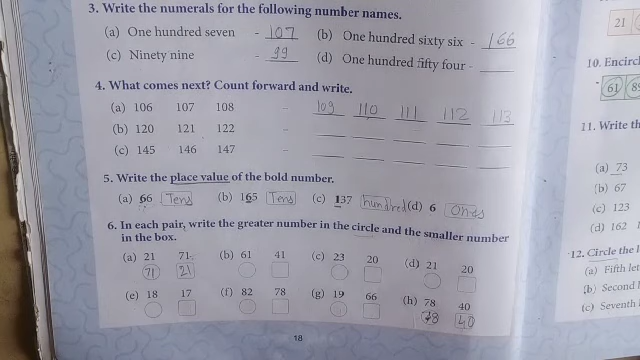 3. Write the numerals for the following number names.
(a) One hundred seven - 107 (b) One hundred sixty six - 166
(c) Ninety nine - 99 (d) One hundred fifty four -
4. What comes next? Count forward and write.
(a) 106 107 108 - 109 110 111 112 113
(b) 120 121 122 -
(c) 145 146 147 -
5. Write the place value of the bold number.
(a) 66 Tens (b) 165 Tens (c) 137 hundred (d) 6 Ones
6. In each pair, write the greater number in the circle and the smaller number
in the box.
(a) 21 71 (b) 61 41 (c) 23 20 (d) 21 20
71 21
(e) 18 17 (f) 82 78 (g) 19 66 (h) 78 40
78 40
18
21
10. Encircl
61
11. Write th
(a) 73
(b) 67
(c) 123
(d) 162
12. Circle the
(a) Fifth let
(b) Second
(c) Seventh